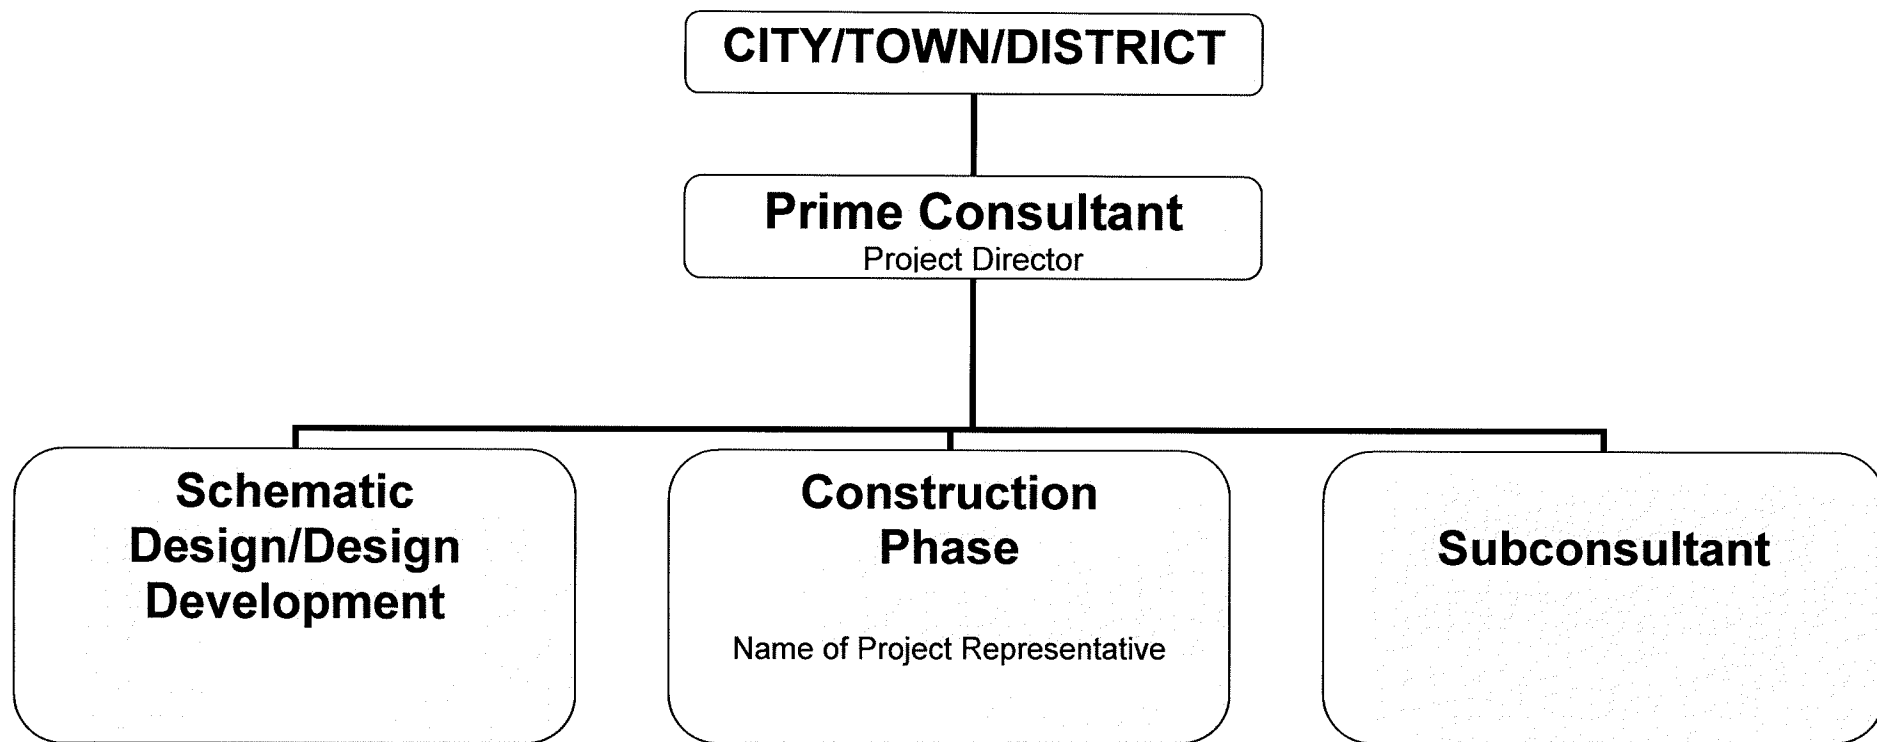 CITY/TOWN/DISTRICT
Prime Consultant
Project Director
Schematic
Design/Design
Development
Construction
Phase
Name of Project Representative
Subconsultant